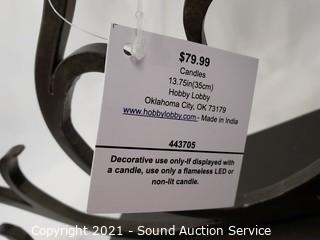 $79.99
Candles
13.75in(35cm)
Hobby Lobby
Oklahoma City, OK 73179
www.hobbylobby.com - Made in India
443705
Decorative use only-If displayed with
a candle, use only a flameless LED or
non-lit candle.
Copyright 2021 - Sound Auction Service